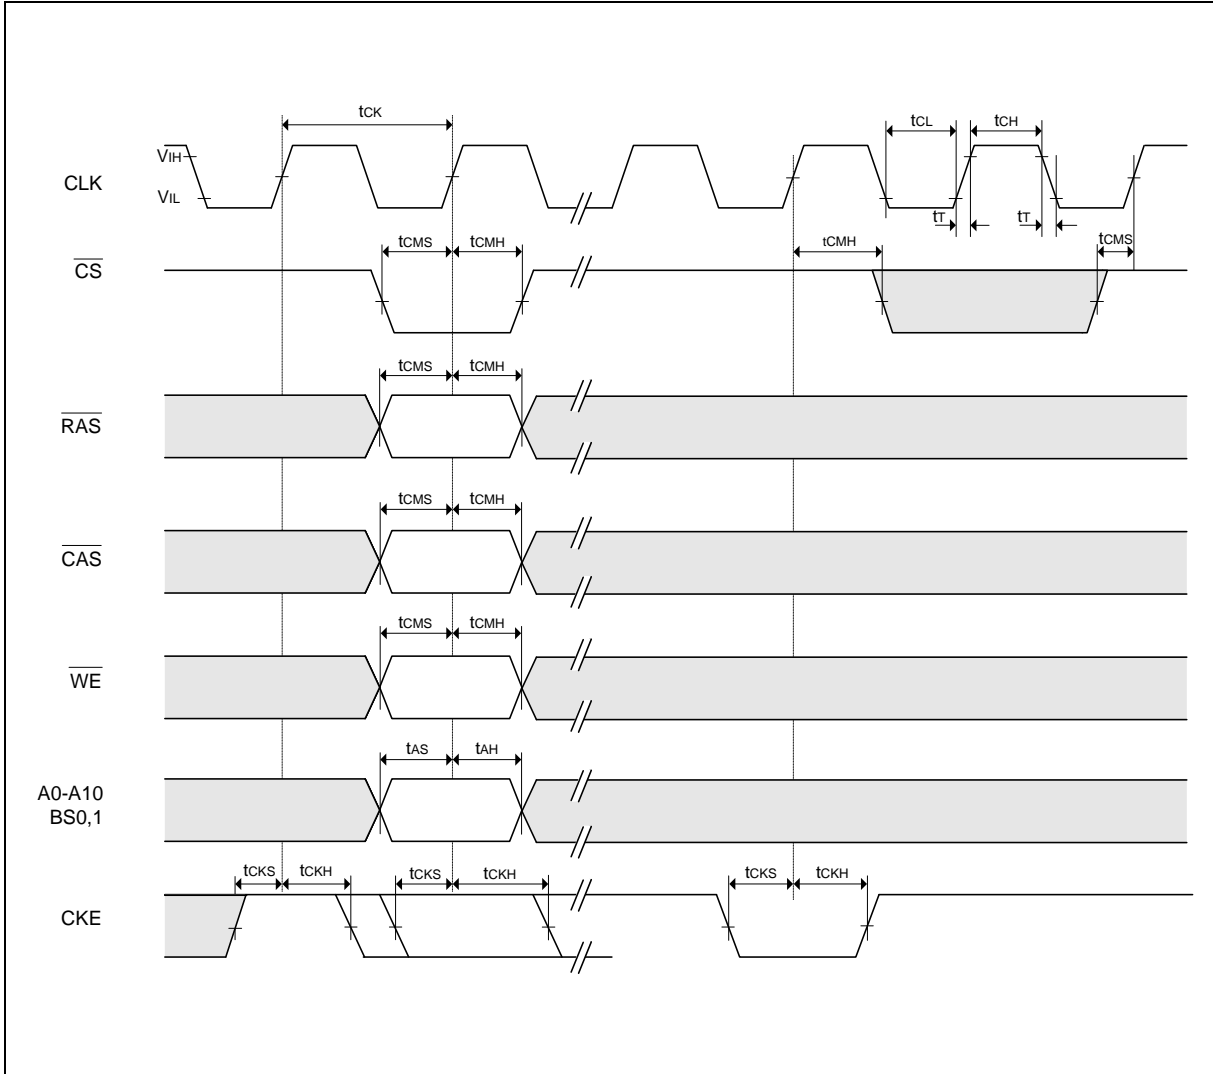 tCK
tCL tCH
VIH
CLK
VIL
tT tT
tCMS tCMH tCMH tCMS
CS
tCMS tCMH
RAS
tCMS tCMH
CAS
tCMS tCMH
WE
tAS tAH
A0-A10
BS0,1
tCKS tCKH tCKS tCKH tCKS tCKH
CKE